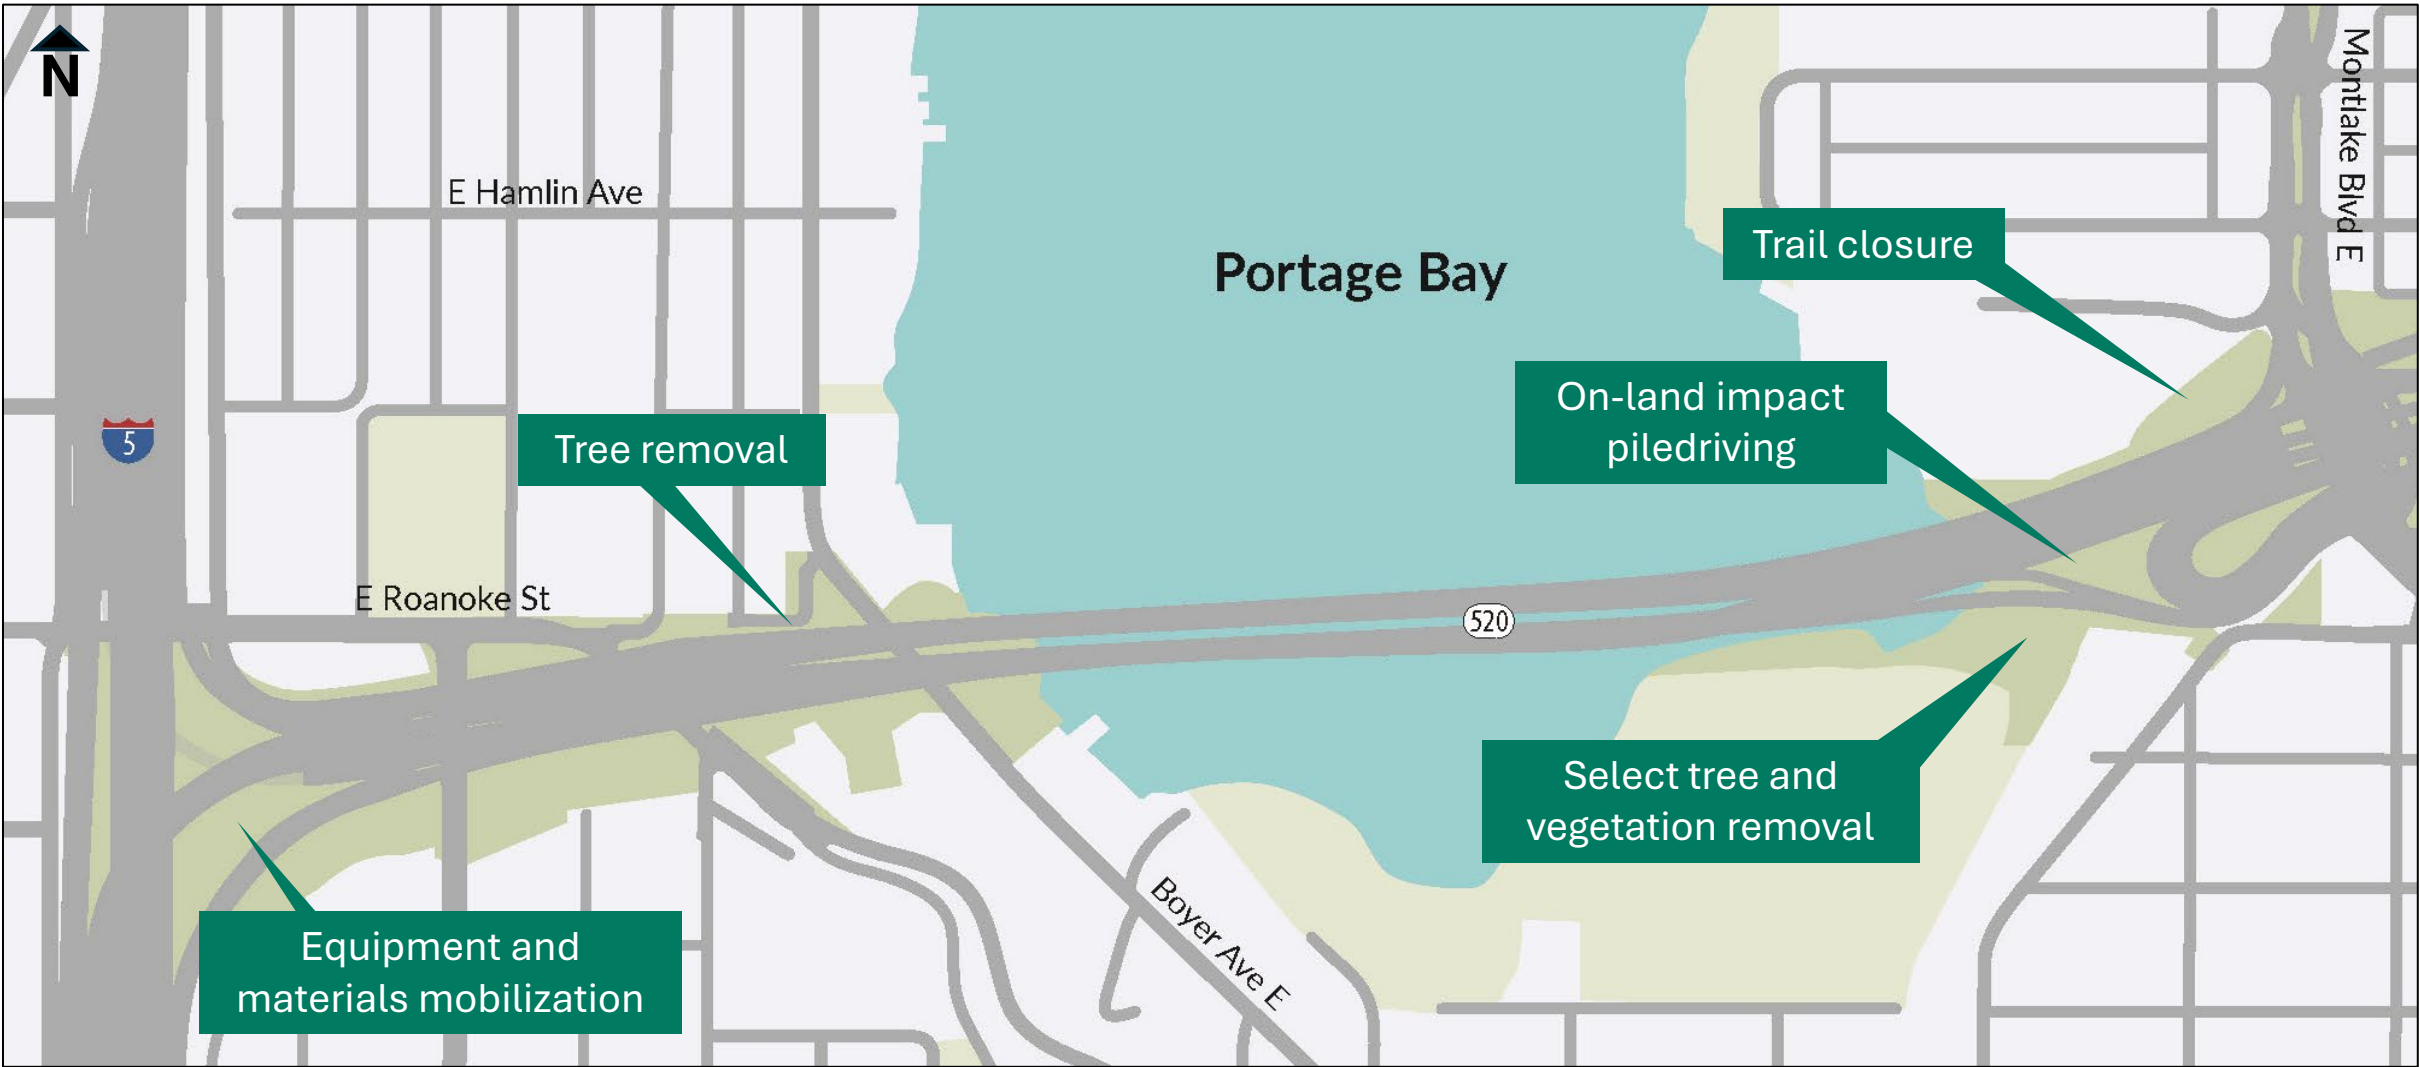 N
Montlake Blvd E
E Hamlin Ave
Portage Bay
Trail closure
On-land impact
piledriving
5
Tree removal
E Roanoke St
520
Select tree and
vegetation removal
Boyer Ave E
Equipment and
materials mobilization